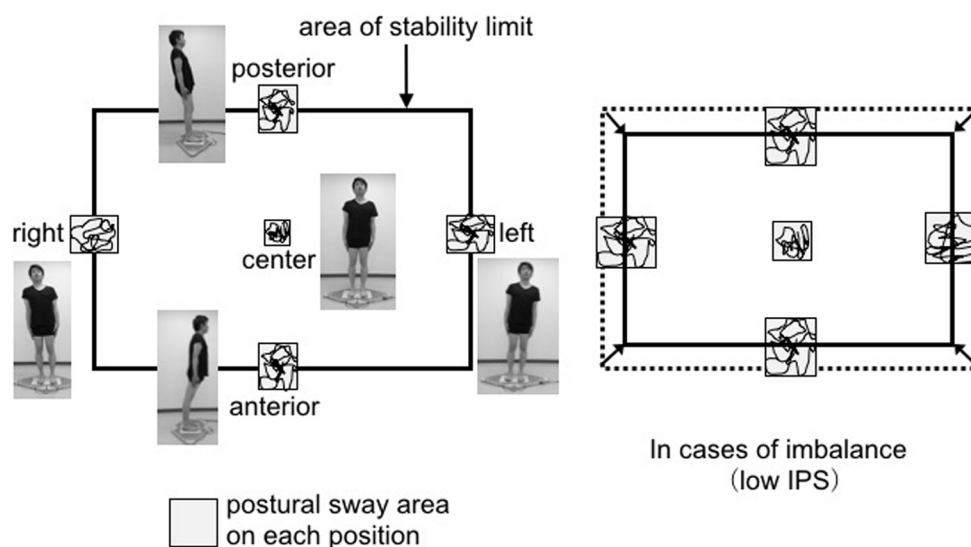 area of stability limit
posterior
right
center
left
anterior
In cases of imbalance
(low IPS)
postural sway area
on each position